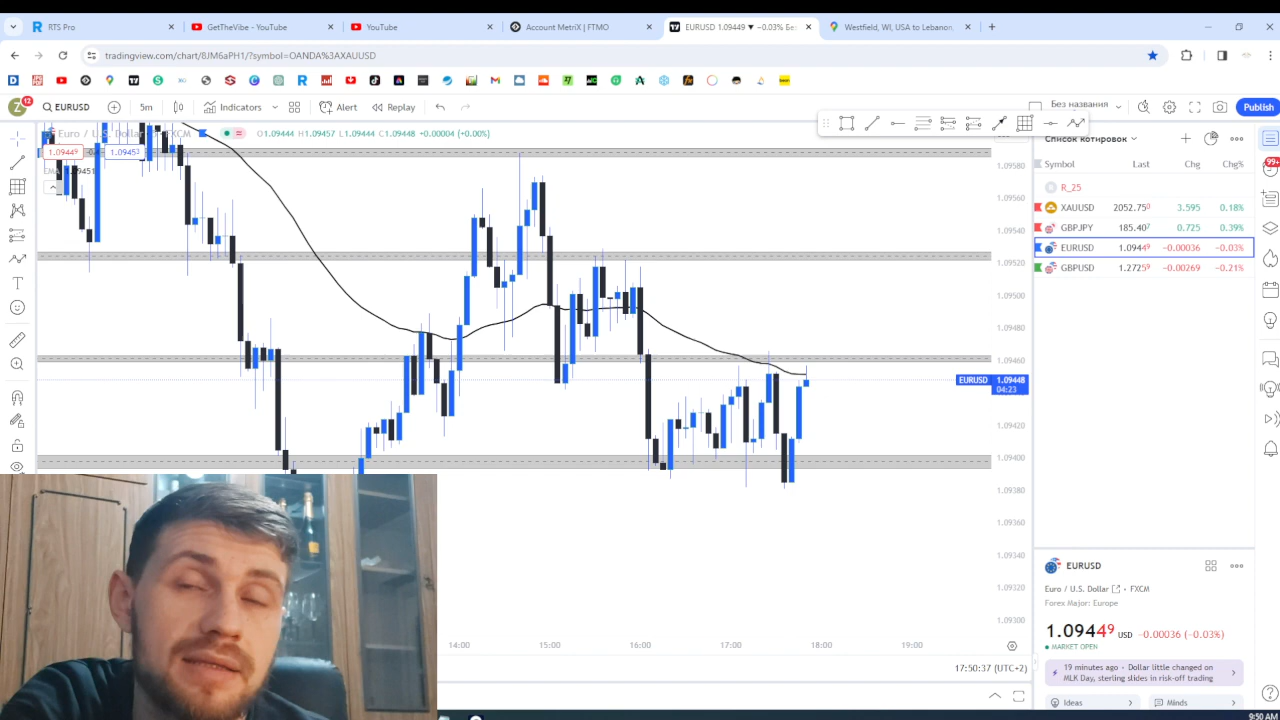 RTS Pro
GetTheVibe - YouTube
YouTube
Account MetriX | FTMO
EURUSD 1.09449 ▼ −0.03% Бе
Westfield, WI, USA to Lebanon,
tradingview.com/chart/8JM6aPH1/?symbol=OANDA%3AXAUUSD
Z 12
EURUSD
5m
Indicators
Alert
Replay
Без названия
Publish
Euro / U.S. Dollar
FXCM
O1.09444 H1.09457 L1.09444 C1.09448 +0.00004 (+0.00%)
1.09449
1.09457
EMA
1.09451
1.09580
1.09560
1.09540
1.09520
1.09500
1.09480
1.09460
EURUSD 1.09448
04:23
1.09420
1.09400
1.09380
1.09360
1.09340
1.09320
1.09300
14:00
15:00
16:00
17:00
18:00
19:00
17:50:37 (UTC+2)
Список котировок
Symbol Last Chg Chg%
R_25
XAUUSD 2052.750 3.595 0.18%
GBPJPY 185.407 0.725 0.39%
EURUSD 1.09449 −0.00036 −0.03%
GBPUSD 1.27259 −0.00269 −0.21%
99+
EURUSD
Euro / U.S. Dollar • FXCM
Forex Major: Europe
1.09449 USD −0.00036 (−0.03%)
MARKET OPEN
19 minutes ago • Dollar little changed on
MLK Day, sterling slides in risk-off trading
Ideas
Minds
9:50 AM